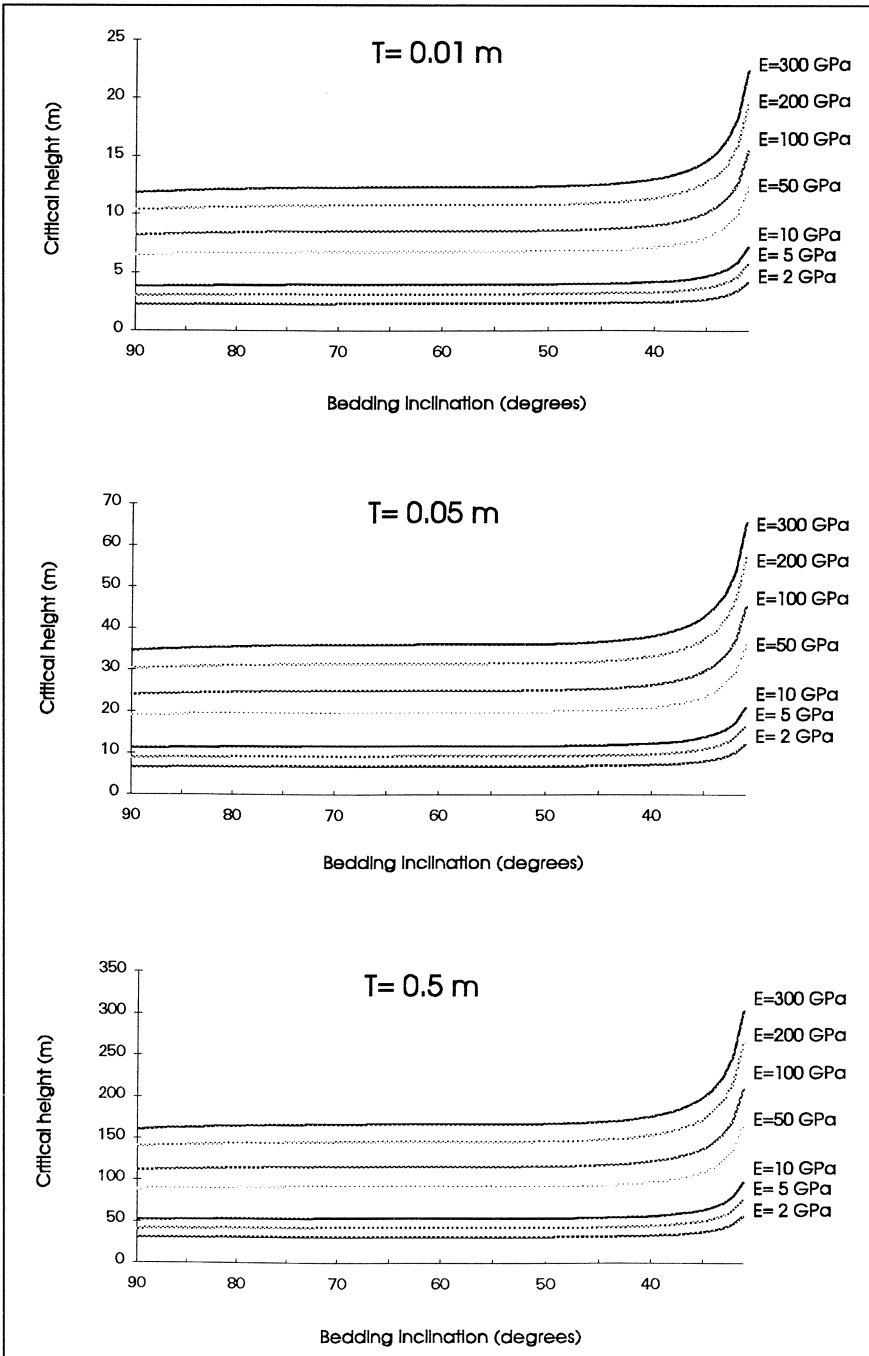 T= 0.01 m
Critical height (m)
25
20
15
10
5
0
90
80
70
60
50
40
E=300 GPa
E=200 GPa
E=100 GPa
E=50 GPa
E=10 GPa
E= 5 GPa
E= 2 GPa
Bedding inclination (degrees)
T= 0.05 m
Critical height (m)
70
60
50
40
30
20
10
0
90
80
70
60
50
40
E=300 GPa
E=200 GPa
E=100 GPa
E=50 GPa
E=10 GPa
E= 5 GPa
E= 2 GPa
Bedding inclination (degrees)
T= 0.5 m
Critical height (m)
350
300
250
200
150
100
50
0
90
80
70
60
50
40
E=300 GPa
E=200 GPa
E=100 GPa
E=50 GPa
E=10 GPa
E= 5 GPa
E= 2 GPa
Bedding inclination (degrees)